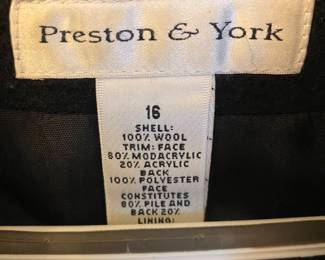 Preston & York
16
SHELL:
100% WOOL
TRIM: FACE
80% MODACRYLIC
20% ACRYLIC
BACK
100% POLYESTER
FACE
CONSTITUTES
80% PILE AND
BACK 20%
LINING: